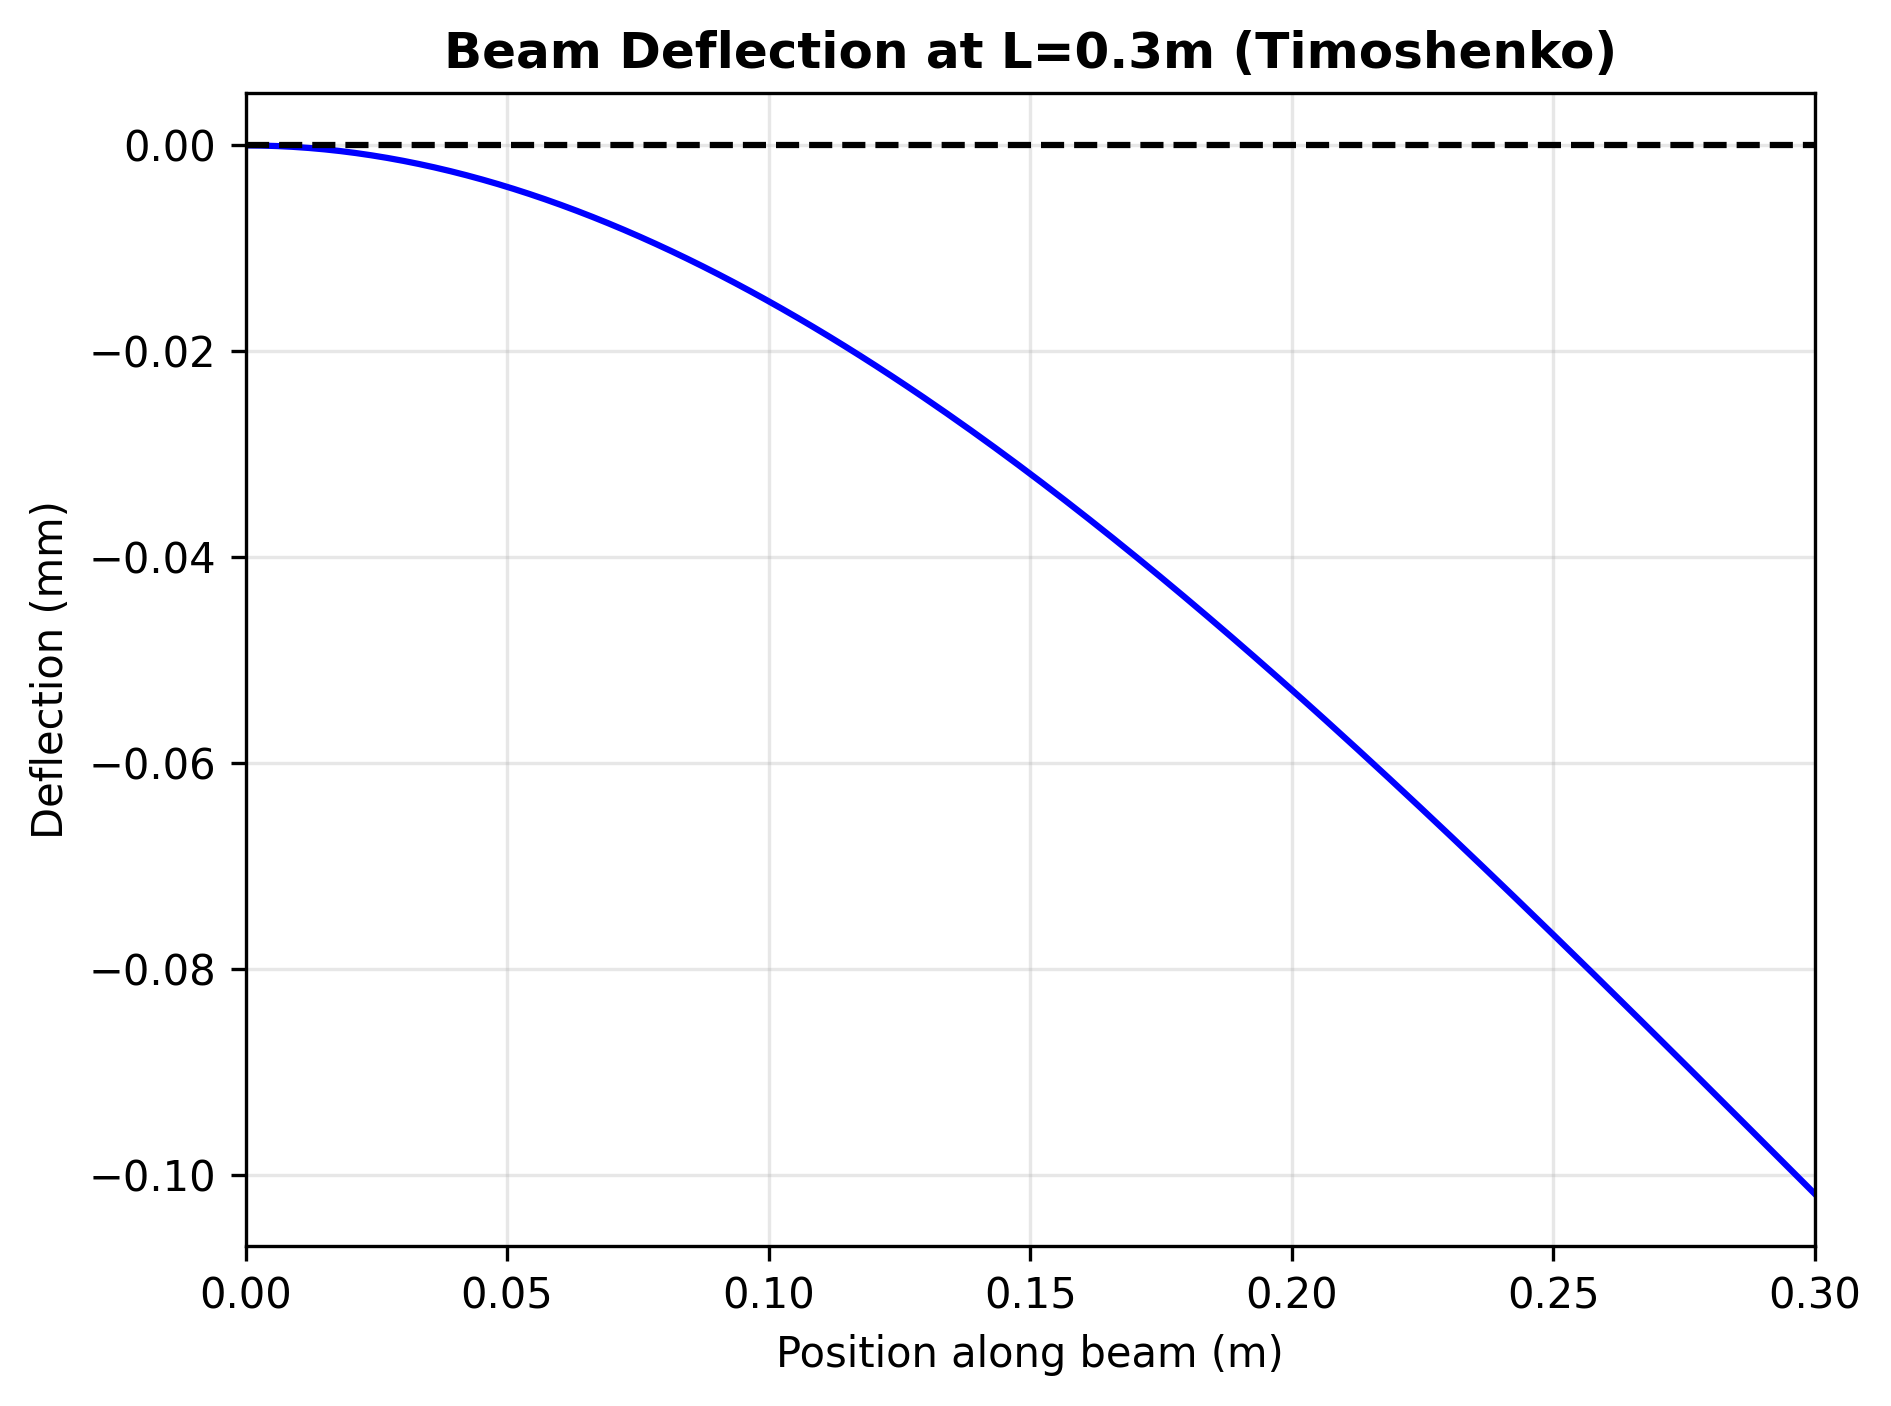 Beam Deflection at L=0.3m (Timoshenko)
0.00
−0.02
−0.04
−0.06
−0.08
−0.10
Deflection (mm)
0.00 0.05 0.10 0.15 0.20 0.25 0.30
Position along beam (m)